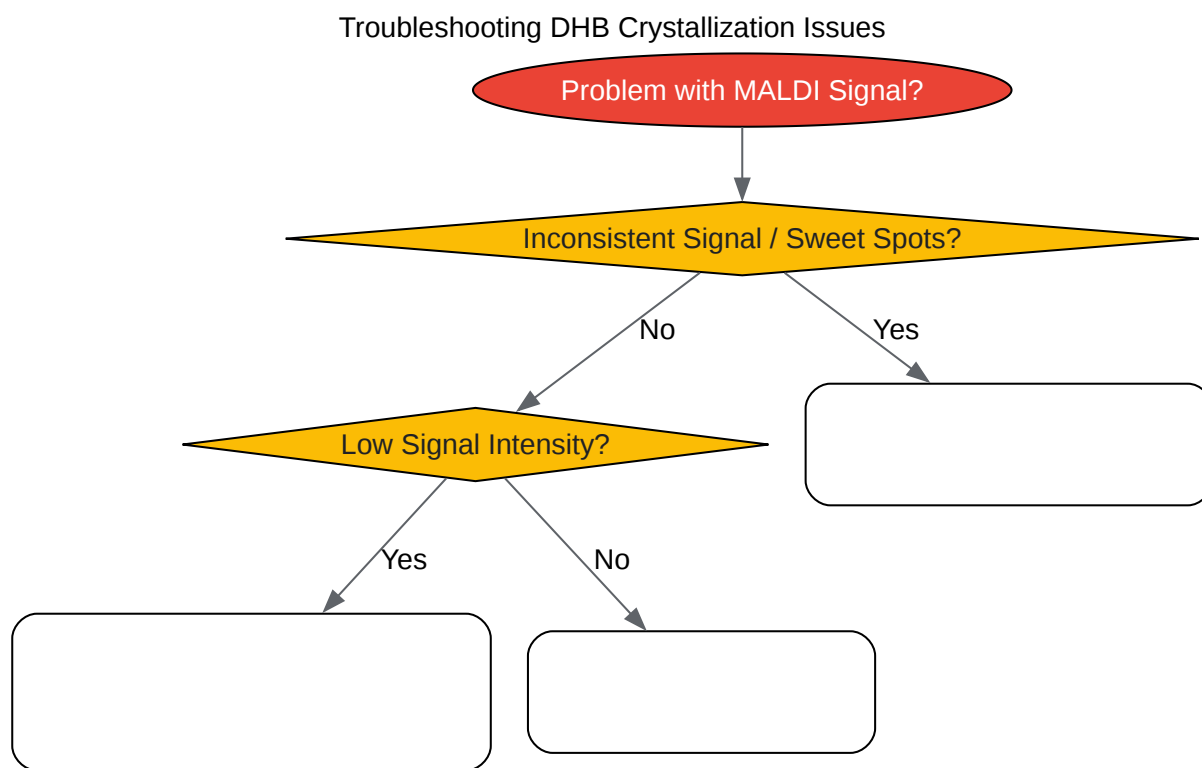 Troubleshooting DHB Crystallization Issues
Problem with MALDI Signal?
Inconsistent Signal / Sweet Spots?
No
Yes
Low Signal Intensity?
Yes
No